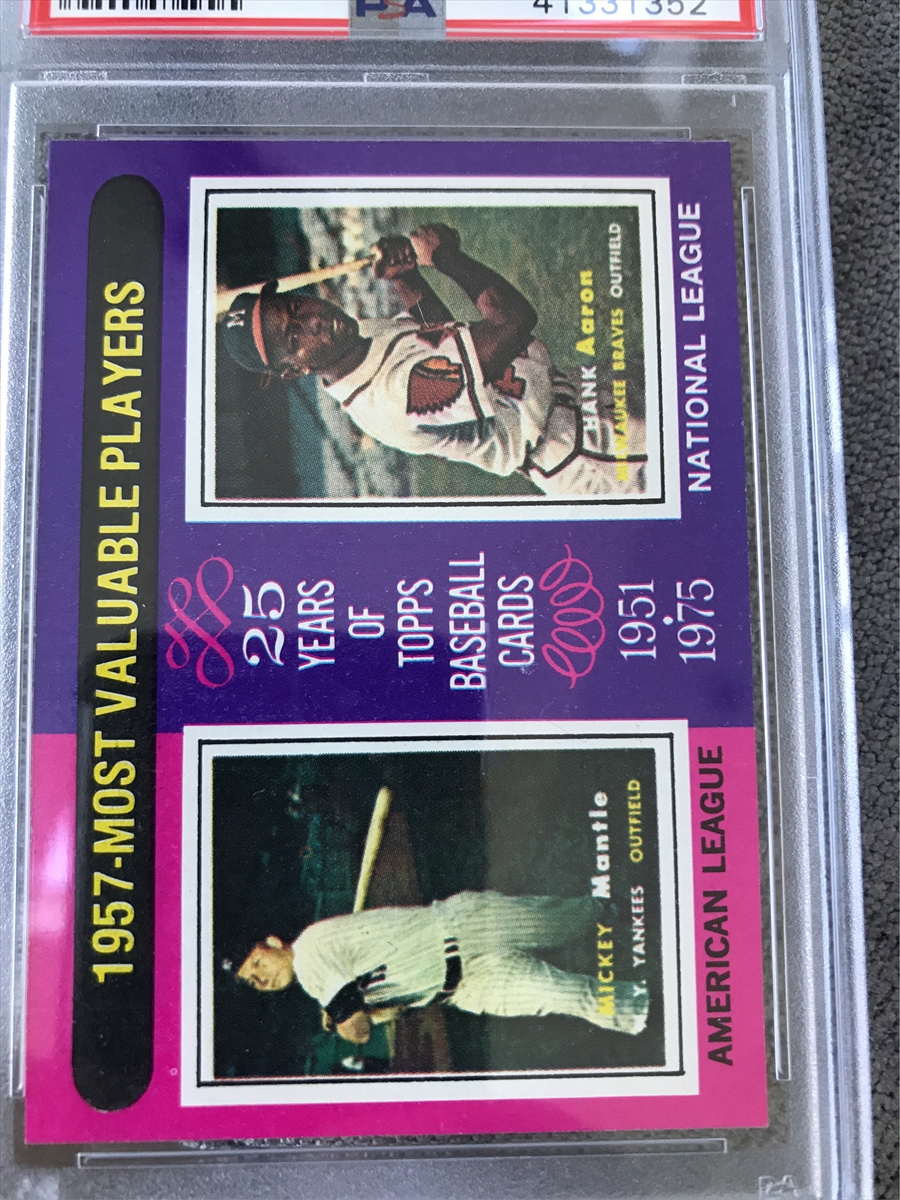 PSA
41331352
1957-MOST VALUABLE PLAYERS
MICKEY Mantle
Y. YANKEES OUTFIELD
AMERICAN LEAGUE
25
YEARS
OF
TOPPS
BASEBALL
CARDS
1951
•
1975
M
HANK Aaron
MILWAUKEE BRAVES OUTFIELD
NATIONAL LEAGUE